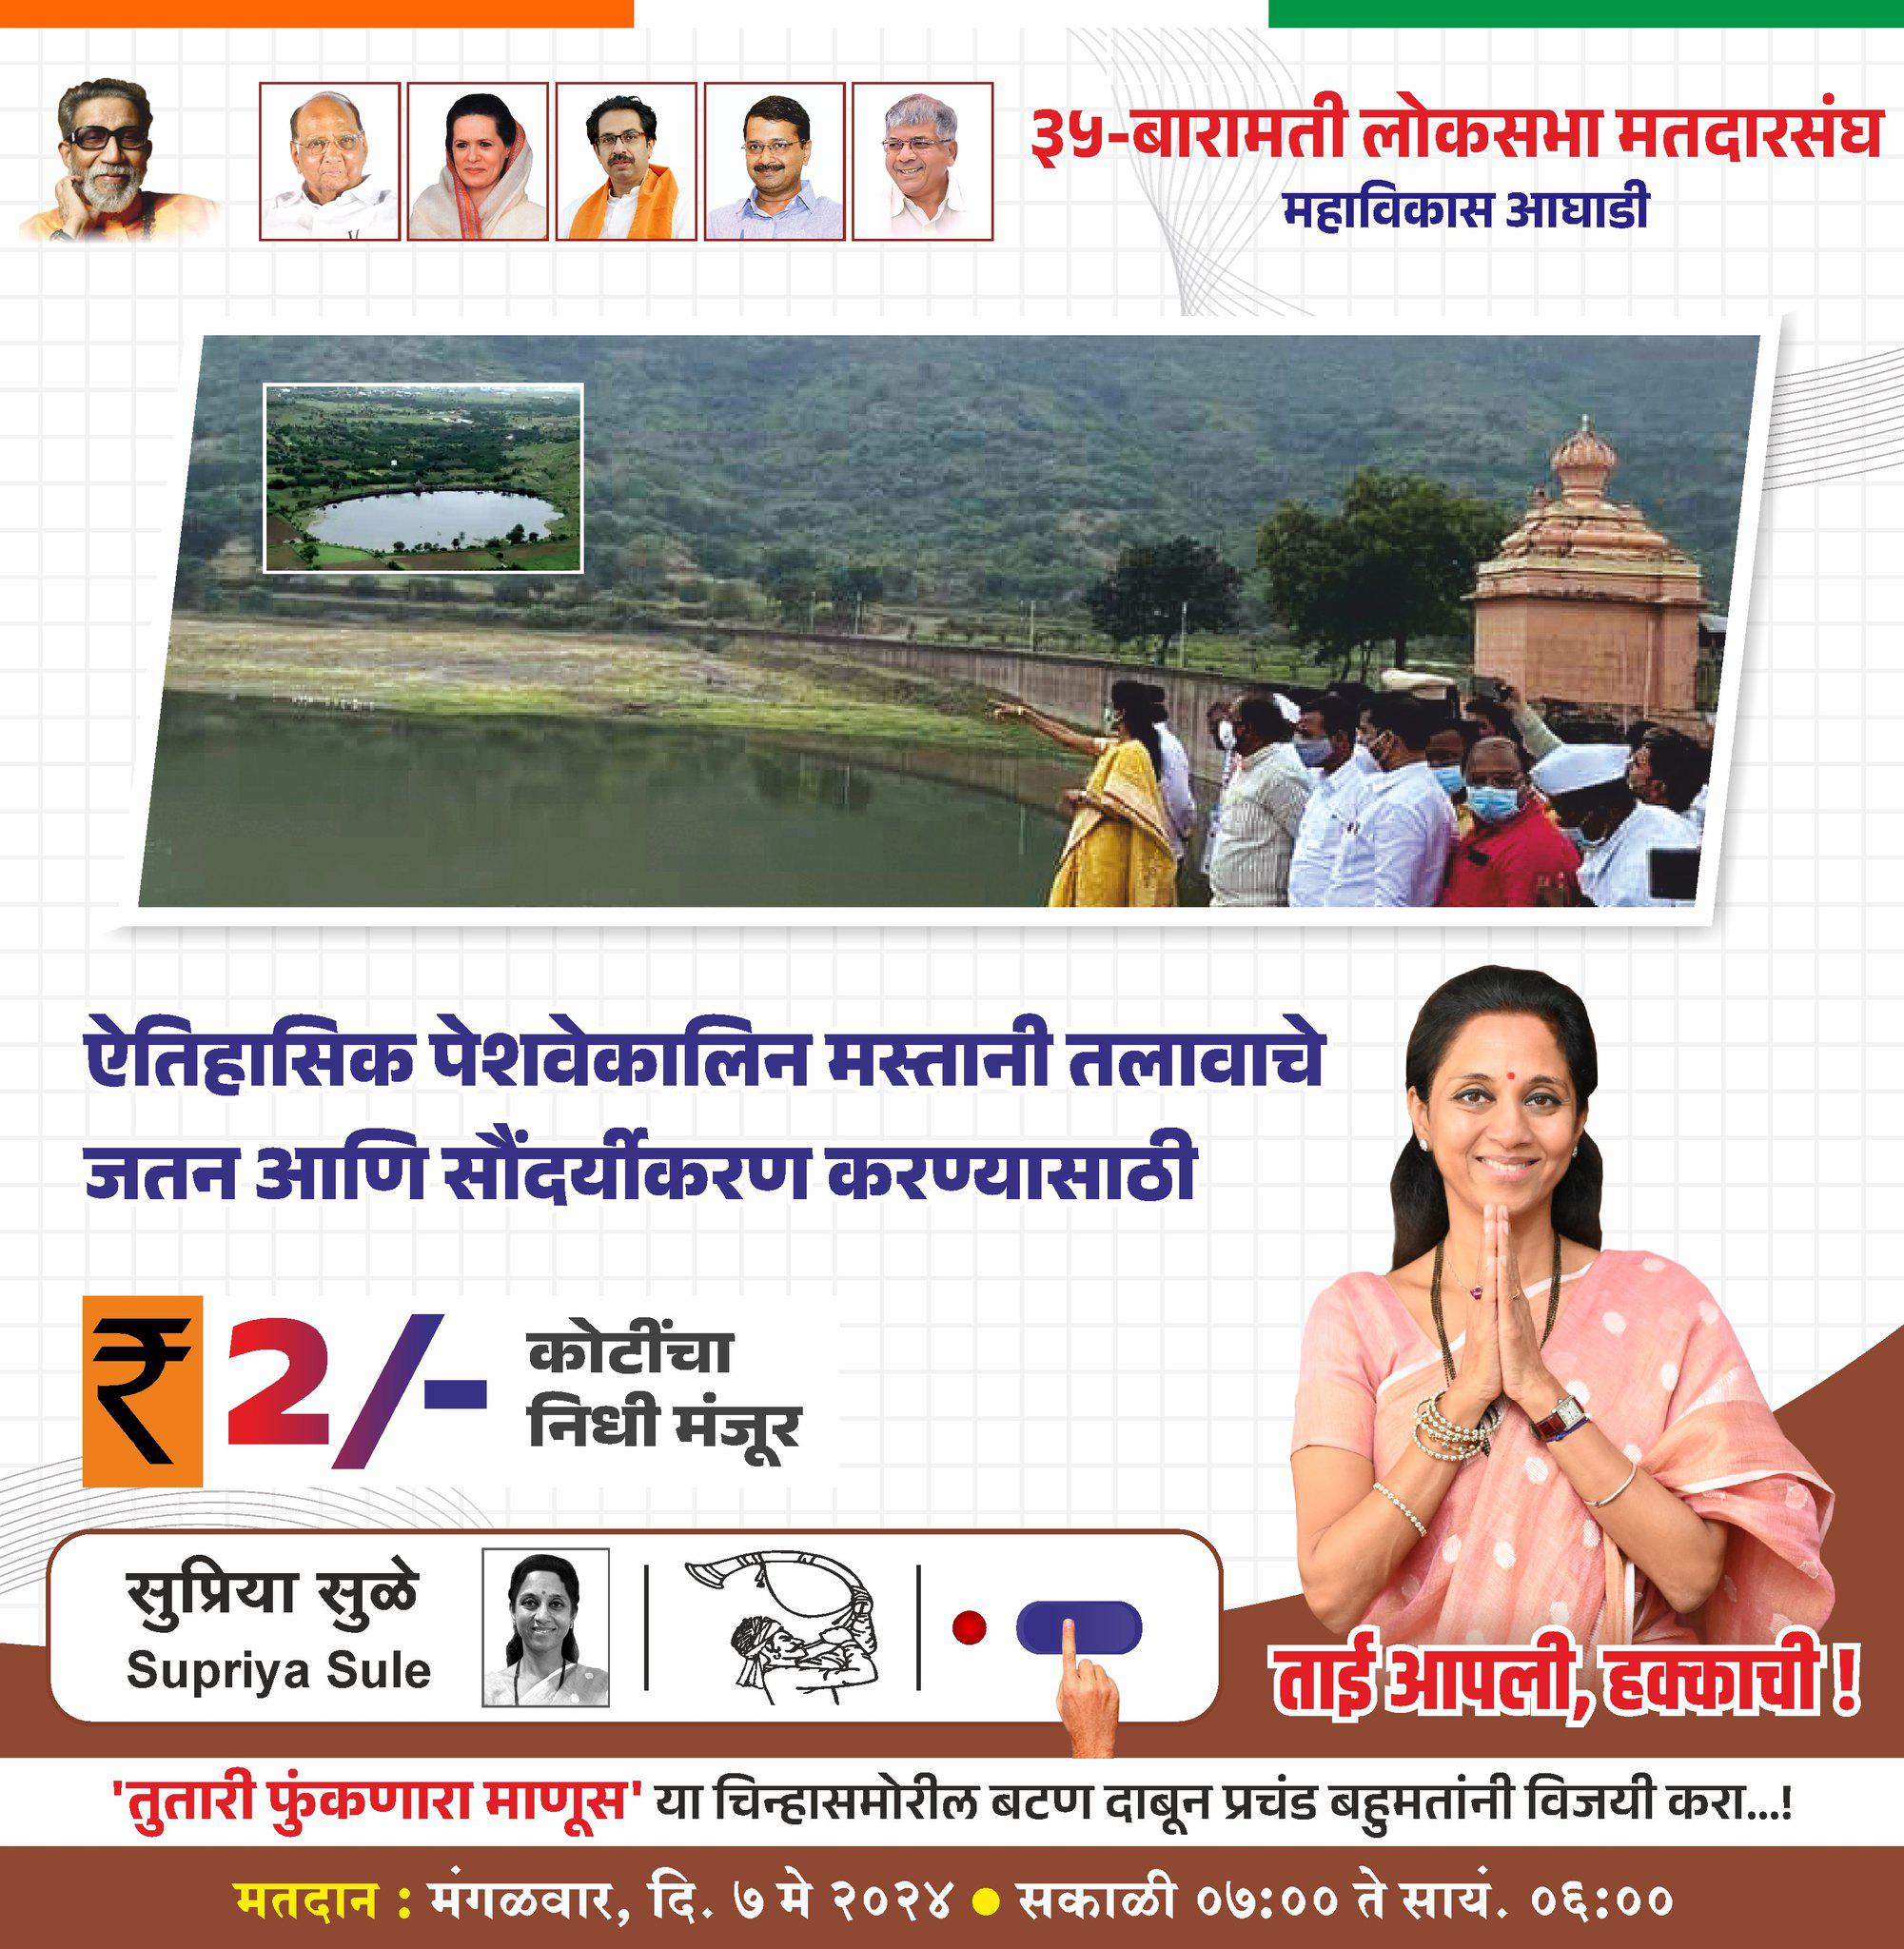 ३५-बारामती लोकसभा मतदारसंघ
महाविकास आघाडी
ऐतिहासिक पेशवेकालिन मस्तानी तलावाचे
जतन आणि सौंदर्यीकरण करण्यासाठी
₹ 2/- कोटींचा
निधी मंजूर
सुप्रिया सुळे
Supriya Sule
ताई आपली, हक्काची !
'तुतारी फुंकणारा माणूस' या चिन्हासमोरील बटण दाबून प्रचंड बहुमतांनी विजयी करा...!
मतदान : मंगळवार, दि. ७ मे २०२४ ● सकाळी ०७:०० ते सायं. ०६:००